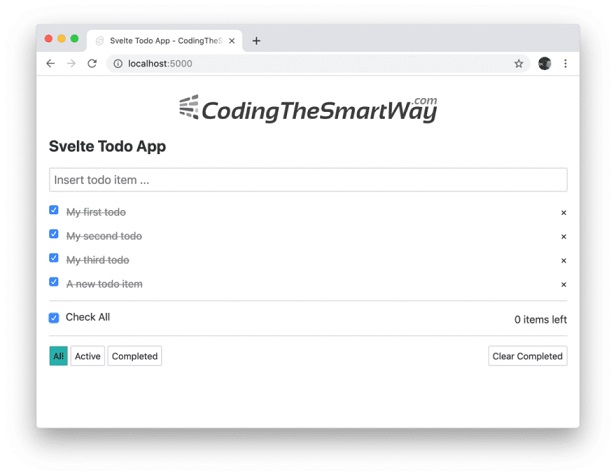 Svelte Todo App - CodingTheS
localhost:5000
CodingTheSmartWay.com
Svelte Todo App
Insert todo item ...
My first todo ×
My second todo ×
My third todo ×
A new todo item ×
Check All 0 items left
All Active Completed Clear Completed